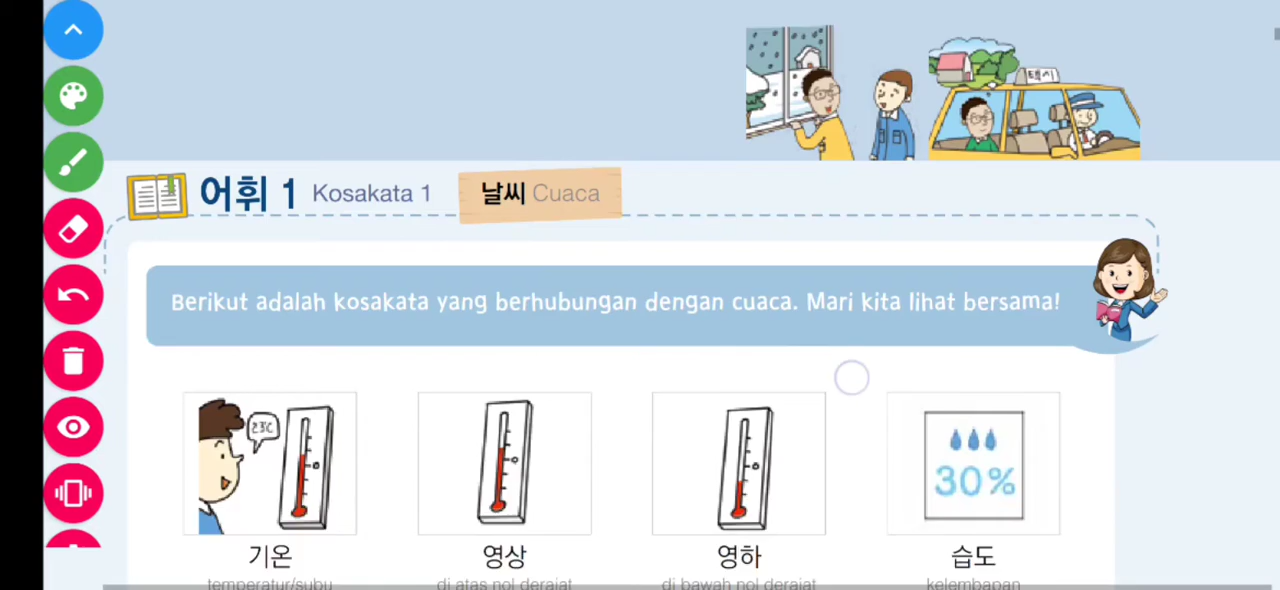 택시
어휘 1 Kosakata 1 날씨 Cuaca
Berikut adalah kosakata yang berhubungan dengan cuaca. Mari kita lihat bersama!
23℃
30%
기온 영상 영하 습도
temperatur/suhu di atas nol derajat di bawah nol derajat kelembapan